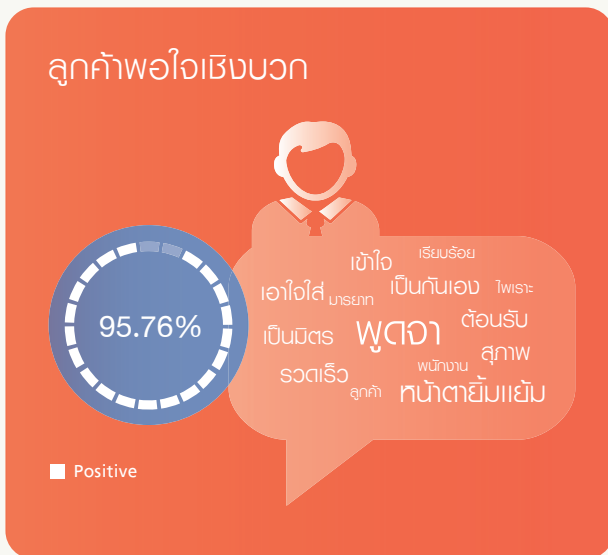 ลูกค้าพอใจเชิงบวก
95.76%
เข้าใจ เรียบร้อย
เอาใจใส่ มารยาท เป็นกันเอง ไพเราะ
เป็นมิตร พูดจา ต้อนรับ
รวดเร็ว พนักงาน สุภาพ
ลูกค้า หน้าตายิ้มแย้ม
Positive